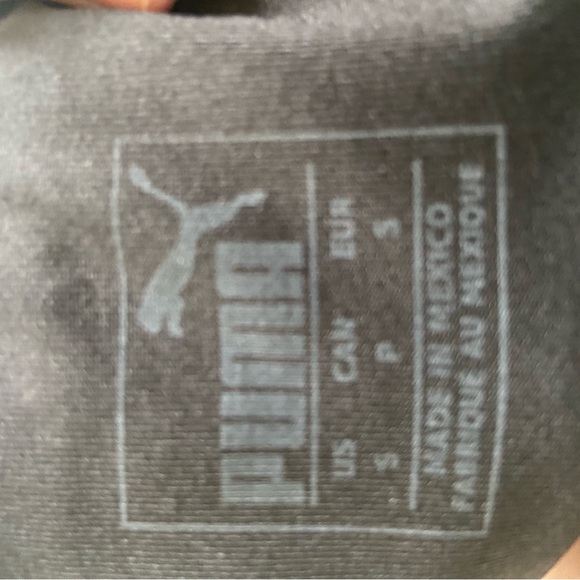 PUMA
US CAN EUR
S P S
MADE IN MEXICO
FABRIQUE AU MEXIQUE